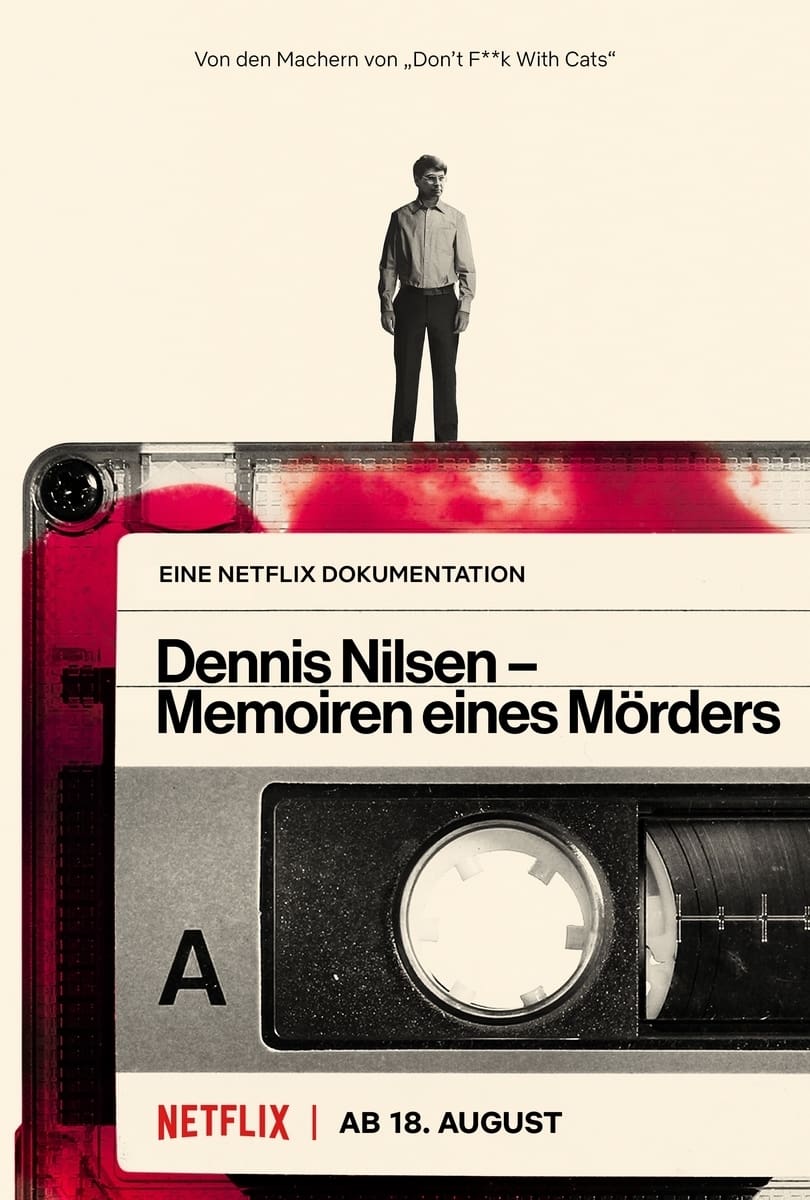 Von den Machern von „Don’t F**k With Cats“
EINE NETFLIX DOKUMENTATION
Dennis Nilsen –
Memoiren eines Mörders
A
NETFLIX | AB 18. AUGUST